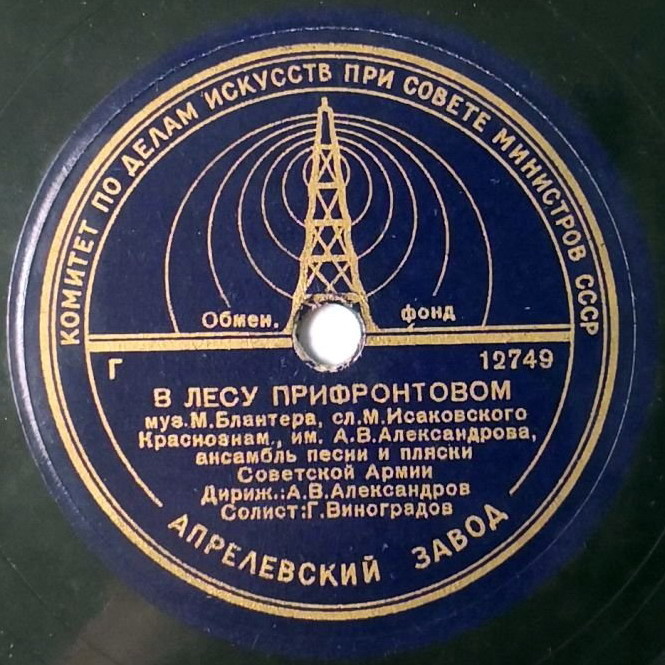 КОМИТЕТ ПО ДЕЛАМ ИСКУССТВ ПРИ СОВЕТЕ МИНИСТРОВ СССР
Обмен. фонд
Г 12749
В ЛЕСУ ПРИФРОНТОВОМ
муз.М.Блантера, сл.М.Исаковского
Краснознам., им. А.В.Александрова,
ансамбль песни и пляски
Советской Армии
Дириж.:А.В.Александров
Солист:Г.Виноградов
АПРЕЛЕВСКИЙ ЗАВОД